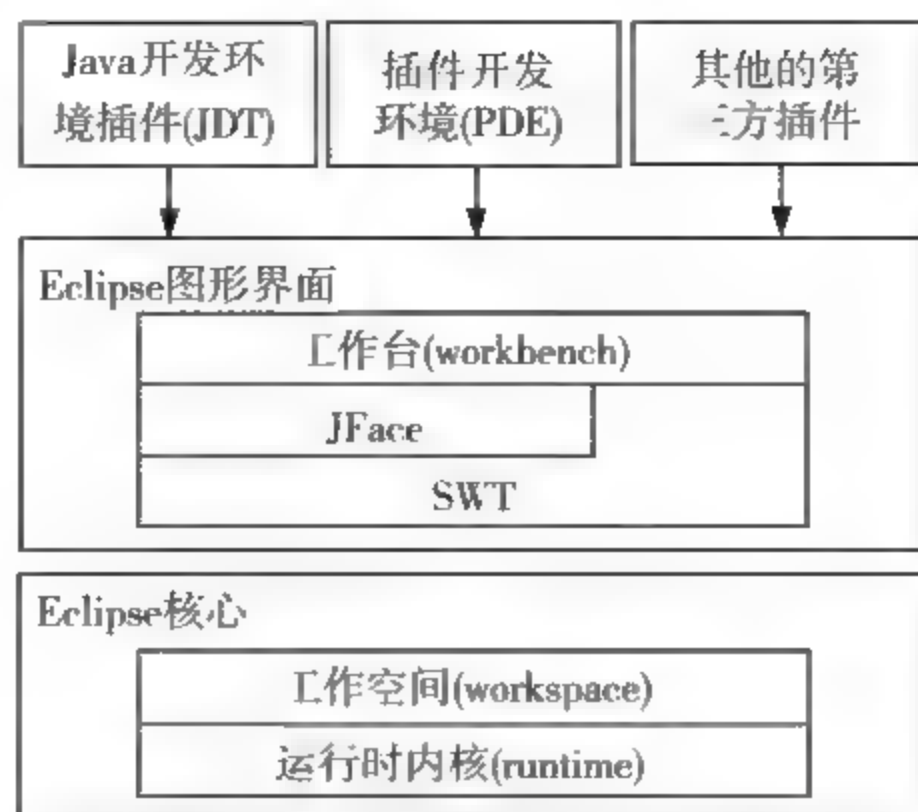 Java开发环
境插件(JDT)
插件开发
环境(PDE)
其他的第
三方插件
Eclipse图形界面
工作台(workbench)
JFace
SWT
Eclipse核心
工作空间(workspace)
运行时内核(runtime)